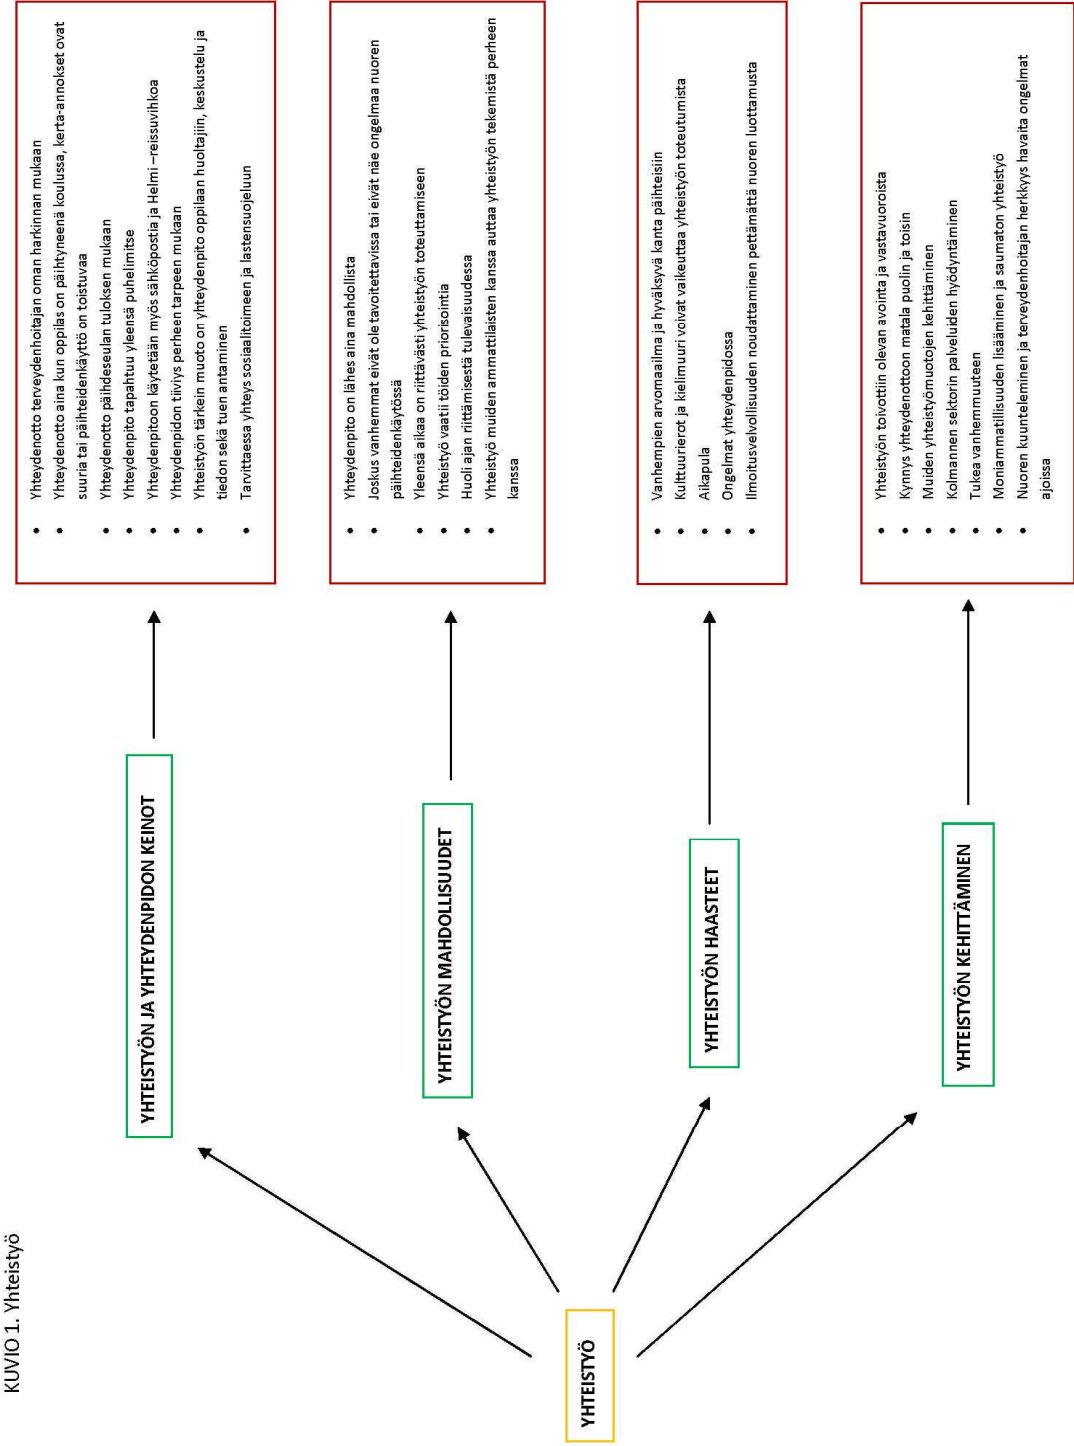 KUVIO 1. Yhteistyö
YHTEISTYÖ
YHTEISTYÖN JA YHTEYDENPIDON KEINOT
• Yhteydenotto terveydenhoitajan oman harkinnan mukaan
• Yhteydenotto aina kun oppilas on päihtyneenä koulussa, kerta-annokset ovat
suuria tai päihteidenkäyttö on toistuvaa
• Yhteydenotto päihdeseulan tuloksen mukaan
• Yhteydenpito tapahtuu yleensä puhelimitse
• Yhteydenpitoon käytetään myös sähköpostia ja Helmi –reissuvihkoa
• Yhteydenpidon tiiviys perheen tarpeen mukaan
• Yhteistyön tärkein muoto on yhteydenpito oppilaan huoltajiin, keskustelu ja
tiedon sekä tuen antaminen
• Tarvittaessa yhteys sosiaalitoimeen ja lastensuojeluun
YHTEISTYÖN MAHDOLLISUUDET
• Yhteydenpito on lähes aina mahdollista
• Joskus vanhemmat eivät ole tavoitettavissa tai eivät näe ongelmaa nuoren
päihteidenkäytössä
• Yleensä aikaa on riittävästi yhteistyön toteuttamiseen
• Yhteistyö vaatii töiden priorisointia
• Huoli ajan riittämisestä tulevaisuudessa
• Yhteistyö muiden ammattilaisten kanssa auttaa yhteistyön tekemistä perheen
kanssa
YHTEISTYÖN HAASTEET
• Vanhempien arvomaailma ja hyväksyvä kanta päihteisiin
• Kulttuurierot ja kielimuuri voivat vaikeuttaa yhteistyön toteutumista
• Aikapula
• Ongelmat yhteydenpidossa
• Ilmoitusvelvollisuuden noudattaminen pettämättä nuoren luottamusta
YHTEISTYÖN KEHITTÄMINEN
• Yhteistyön toivottiin olevan avointa ja vastavuoroista
• Kynnys yhteydenottoon matala puolin ja toisin
• Muiden yhteistyömuotojen kehittäminen
• Kolmannen sektorin palveluiden hyödyntäminen
• Tukea vanhemmuuteen
• Moniammatillisuuden lisääminen ja saumaton yhteistyö
• Nuoren kuunteleminen ja terveydenhoitajan herkkyys havaita ongelmat
ajoissa